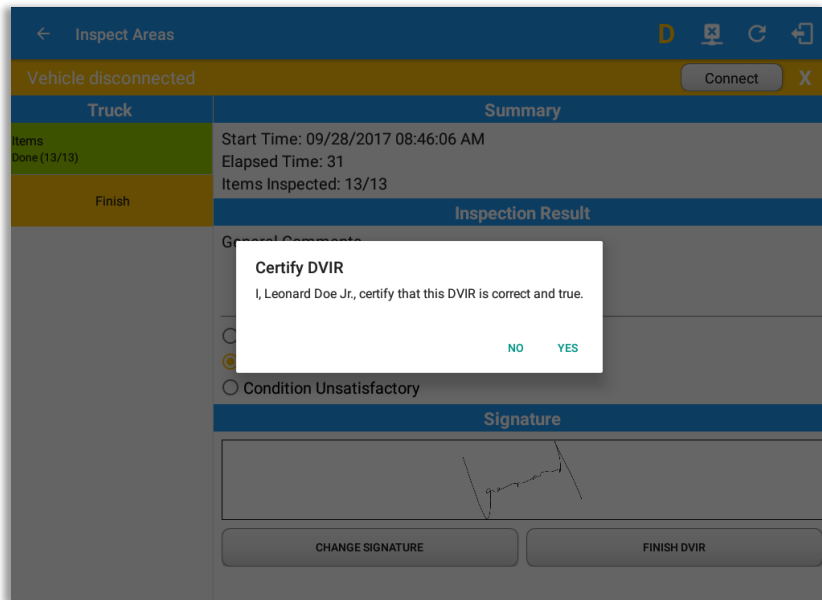 Inspect Areas
D
Vehicle disconnected
Connect
X
Truck
Items
Done (13/13)
Finish
Summary
Start Time: 09/28/2017 08:46:06 AM
Elapsed Time: 31
Items Inspected: 13/13
Inspection Result
General Comments
Certify DVIR
I, Leonard Doe Jr., certify that this DVIR is correct and true.
NO
YES
Condition Unsatisfactory
Signature
CHANGE SIGNATURE
FINISH DVIR